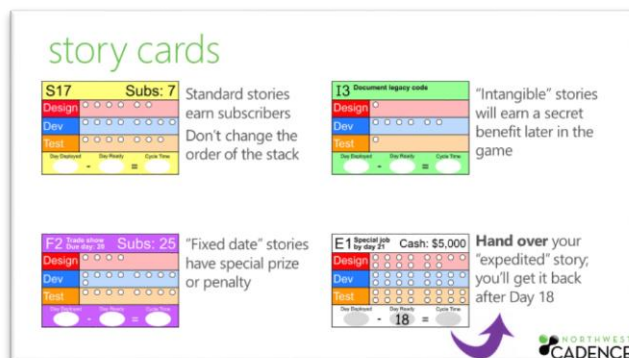 story cards
S17 Subs: 7
Design
Dev
Test
Day Deployed - Day Ready = Cycle Time
Standard stories
earn subscribers
Don't change the
order of the stack
I3 Document legacy code
Design
Dev
Test
Day Deployed - Day Ready = Cycle Time
"Intangible" stories
will earn a secret
benefit later in the
game
F2 Trade show Subs: 25
Due day: 28
Design
Dev
Test
Day Deployed - Day Ready = Cycle Time
"Fixed date" stories
have special prize
or penalty
E1 Special job Cash: $5,000
by day 21
Design
Dev
Test
Day Deployed - Day Ready = Cycle Time
18
Hand over your
"expedited" story;
you'll get it back
after Day 18
NORTHWEST
CADENCE